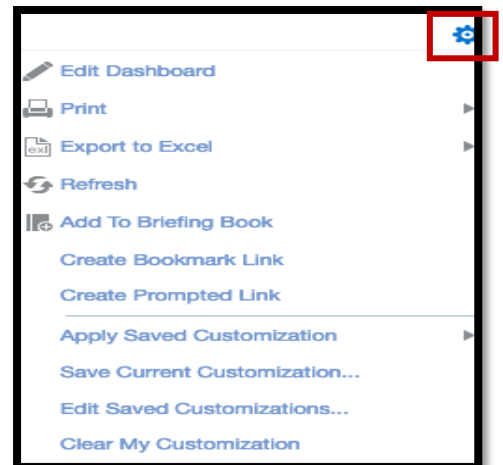 Edit Dashboard
Print
exl Export to Excel
Refresh
Add To Briefing Book
Create Bookmark Link
Create Prompted Link
Apply Saved Customization
Save Current Customization...
Edit Saved Customizations...
Clear My Customization